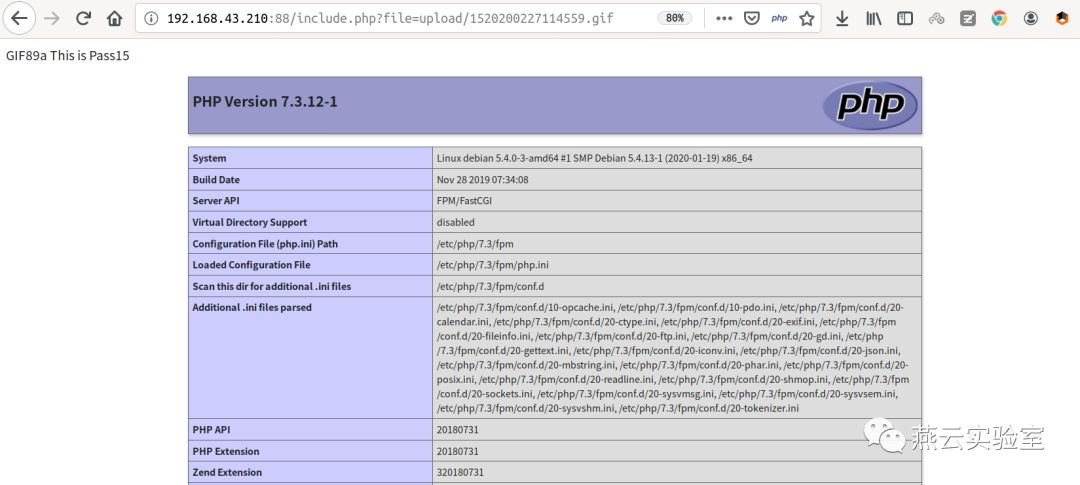 192.168.43.210:88/include.php?file=upload/1520200227114559.gif
80%
php
GIF89a This is Pass15
PHP Version 7.3.12-1
php
System Linux debian 5.4.0-3-amd64 #1 SMP Debian 5.4.13-1 (2020-01-19) x86_64
Build Date Nov 28 2019 07:34:08
Server API FPM/FastCGI
Virtual Directory Support disabled
Configuration File (php.ini) Path /etc/php/7.3/fpm
Loaded Configuration File /etc/php/7.3/fpm/php.ini
Scan this dir for additional .ini files /etc/php/7.3/fpm/conf.d
Additional .ini files parsed /etc/php/7.3/fpm/conf.d/10-opcache.ini, /etc/php/7.3/fpm/conf.d/10-pdo.ini, /etc/php/7.3/fpm/conf.d/20-
calendar.ini, /etc/php/7.3/fpm/conf.d/20-ctype.ini, /etc/php/7.3/fpm/conf.d/20-exif.ini, /etc/php/7.3/fpm
/conf.d/20-fileinfo.ini, /etc/php/7.3/fpm/conf.d/20-ftp.ini, /etc/php/7.3/fpm/conf.d/20-gd.ini, /etc/php
/7.3/fpm/conf.d/20-gettext.ini, /etc/php/7.3/fpm/conf.d/20-iconv.ini, /etc/php/7.3/fpm/conf.d/20-json.ini,
/etc/php/7.3/fpm/conf.d/20-mbstring.ini, /etc/php/7.3/fpm/conf.d/20-phar.ini, /etc/php/7.3/fpm/conf.d/20-
posix.ini, /etc/php/7.3/fpm/conf.d/20-readline.ini, /etc/php/7.3/fpm/conf.d/20-shmop.ini, /etc/php/7.3/fpm
/conf.d/20-sockets.ini, /etc/php/7.3/fpm/conf.d/20-sysvmsg.ini, /etc/php/7.3/fpm/conf.d/20-sysvsem.ini,
/etc/php/7.3/fpm/conf.d/20-sysvshm.ini, /etc/php/7.3/fpm/conf.d/20-tokenizer.ini
PHP API 20180731
PHP Extension 20180731
Zend Extension 320180731
燕云实验室